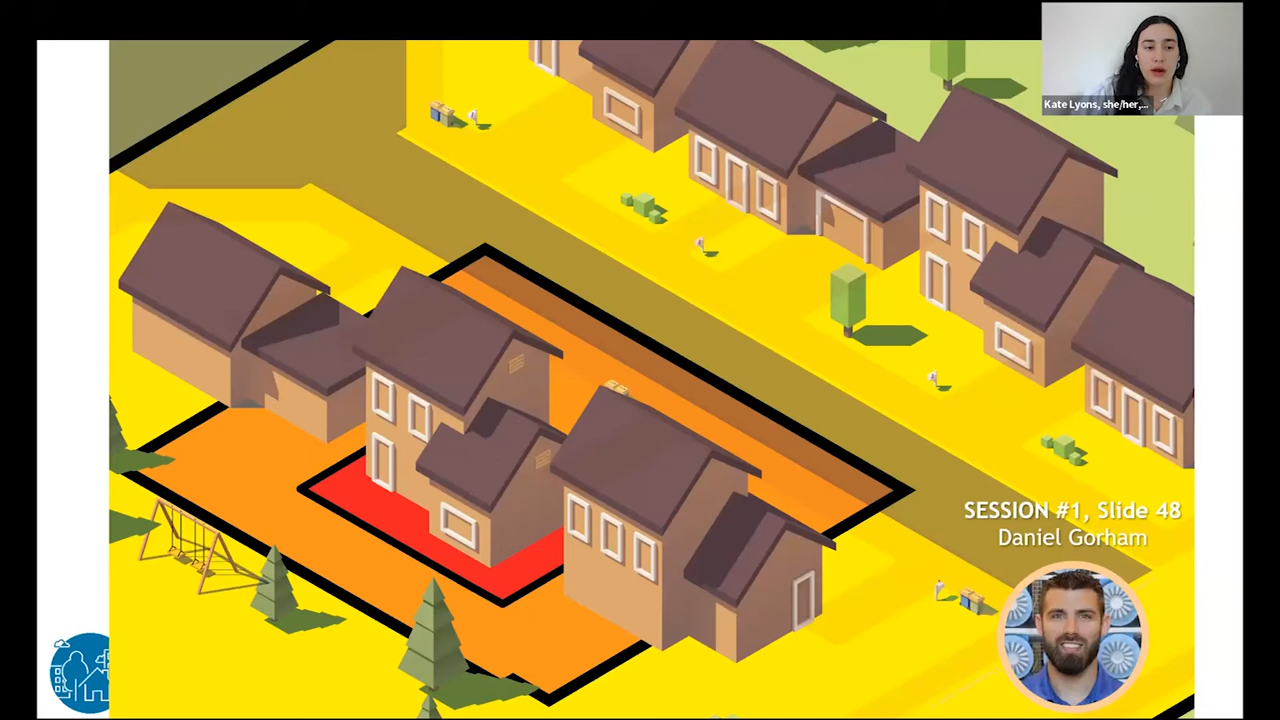 Kate Lyons, she/her,...
SESSION #1, Slide 48
Daniel Gorham